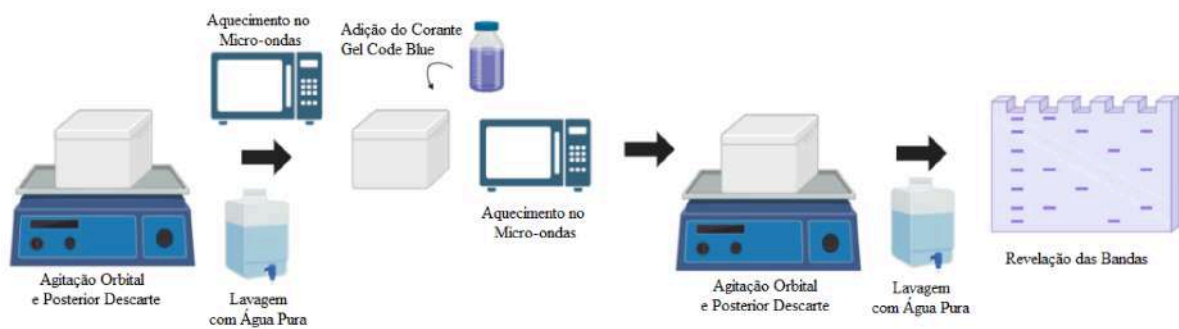 Aquecimento no
Micro-ondas
Adição do Corante
Gel Code Blue
Agitação Orbital
e Posterior Descarte
Lavagem
com Água Pura
Aquecimento no
Micro-ondas
Agitação Orbital
e Posterior Descarte
Lavagem
com Água Pura
Revelação das Bandas